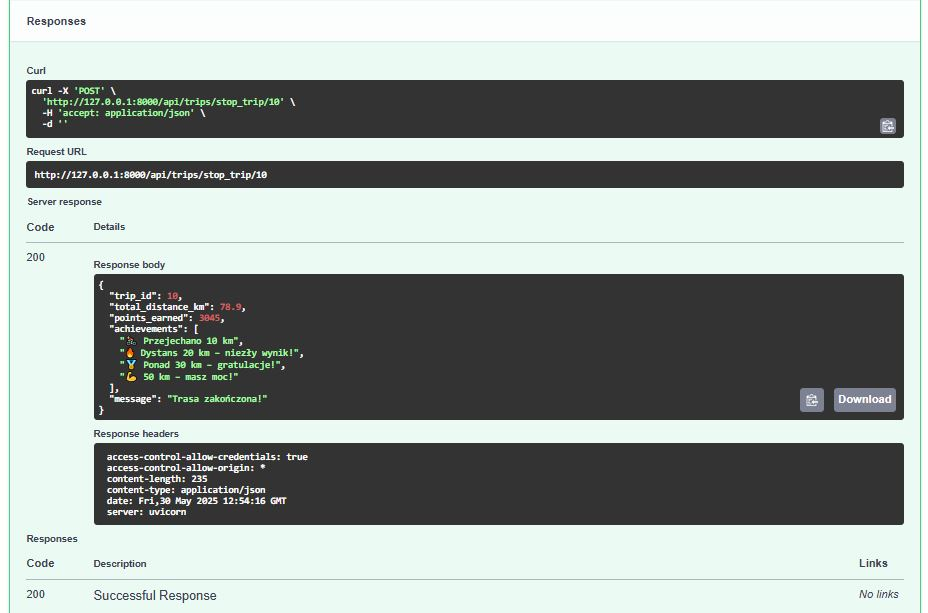 Responses
Curl
curl -X 'POST' \
'http://127.0.0.1:8000/api/trips/stop_trip/10' \
-H 'accept: application/json' \
-d ''
Request URL
http://127.0.0.1:8000/api/trips/stop_trip/10
Server response
Code Details
200
Response body
{
"trip_id": 10,
"total_distance_km": 78.9,
"points_earned": 3045,
"achievements": [
"🚲 Przejechano 10 km",
"🔥 Dystans 20 km – niezły wynik!",
"🏅 Ponad 30 km – gratulacje!",
"💪 50 km – masz moc!"
],
"message": "Trasa zakończona!"
}
Download
Response headers
access-control-allow-credentials: true
access-control-allow-origin: *
content-length: 235
content-type: application/json
date: Fri,30 May 2025 12:54:16 GMT
server: uvicorn
Responses
Code Description Links
200 Successful Response No links